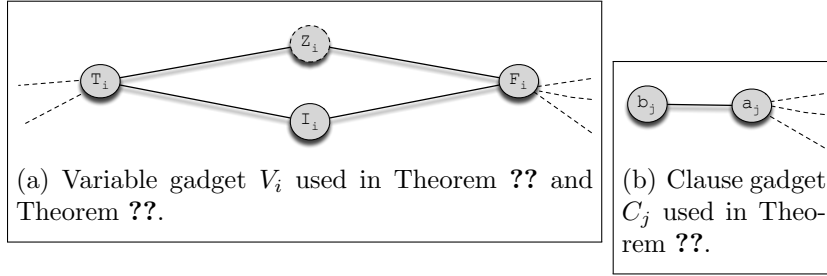 Z_i
T_i
F_i
I_i
(a) Variable gadget V_i used in Theorem ?? and
Theorem ??.
b_j
a_j
(b) Clause gadget
C_j used in Theo-
rem ??.